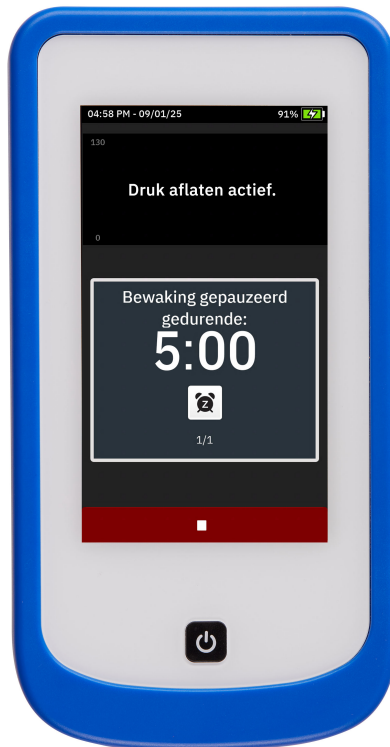 04:58 PM - 09/01/25 91%
130
Druk aflaten actief.
0
Bewaking gepauzeerd
gedurende:
5:00
Z
1/1